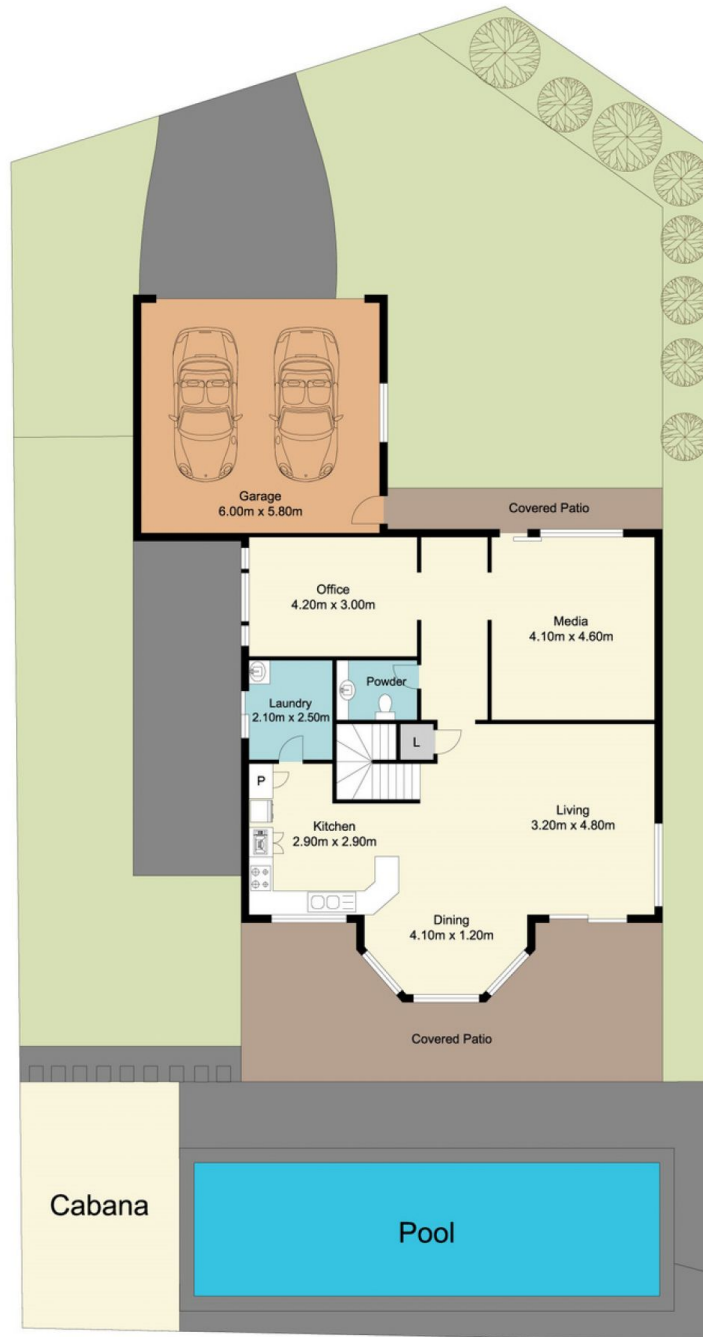 Garage
6.00m x 5.80m
Covered Patio
Office
4.20m x 3.00m
Media
4.10m x 4.60m
Powder
Laundry
2.10m x 2.50m
L
P
Living
3.20m x 4.80m
Kitchen
2.90m x 2.90m
Dining
4.10m x 1.20m
Covered Patio
Cabana
Pool